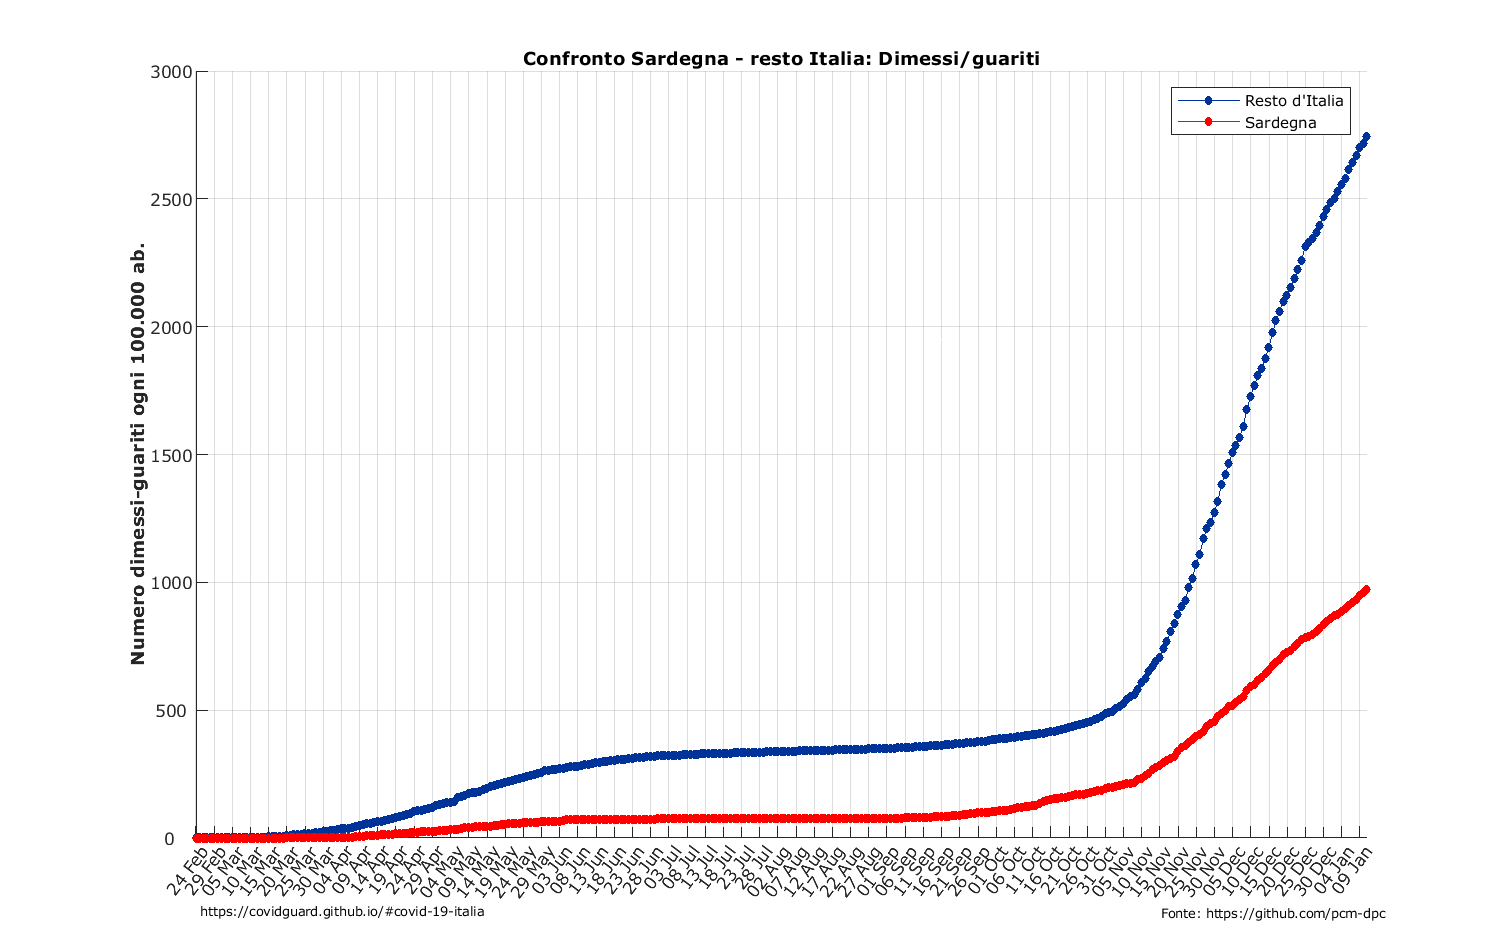 Confronto Sardegna - resto Italia: Dimessi/guariti
Resto d'Italia
Sardegna
Numero dimessi-guariti ogni 100.000 ab.
3000
2500
2000
1500
1000
500
0
24 Feb
29 Feb
05 Mar
10 Mar
15 Mar
20 Mar
25 Mar
30 Mar
04 Apr
09 Apr
14 Apr
19 Apr
24 Apr
29 Apr
04 May
09 May
14 May
19 May
24 May
29 May
03 Jun
08 Jun
13 Jun
18 Jun
23 Jun
28 Jun
03 Jul
08 Jul
13 Jul
18 Jul
23 Jul
28 Jul
02 Aug
07 Aug
12 Aug
17 Aug
22 Aug
27 Aug
01 Sep
06 Sep
11 Sep
16 Sep
21 Sep
26 Sep
01 Oct
06 Oct
11 Oct
16 Oct
21 Oct
26 Oct
31 Oct
05 Nov
10 Nov
15 Nov
20 Nov
25 Nov
30 Nov
05 Dec
10 Dec
15 Dec
20 Dec
25 Dec
30 Dec
04 Jan
09 Jan
https://covidguard.github.io/#covid-19-italia
Fonte: https://github.com/pcm-dpc